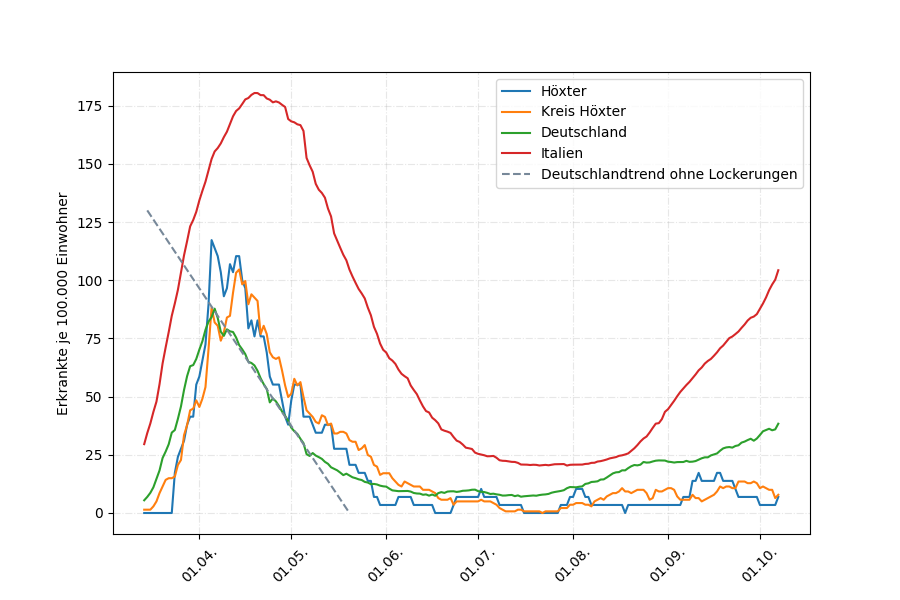 Höxter
Kreis Höxter
Deutschland
Italien
Deutschlandtrend ohne Lockerungen
Erkrankte je 100.000 Einwohner
175
150
125
100
75
50
25
0
01.04.
01.05.
01.06.
01.07.
01.08.
01.09.
01.10.